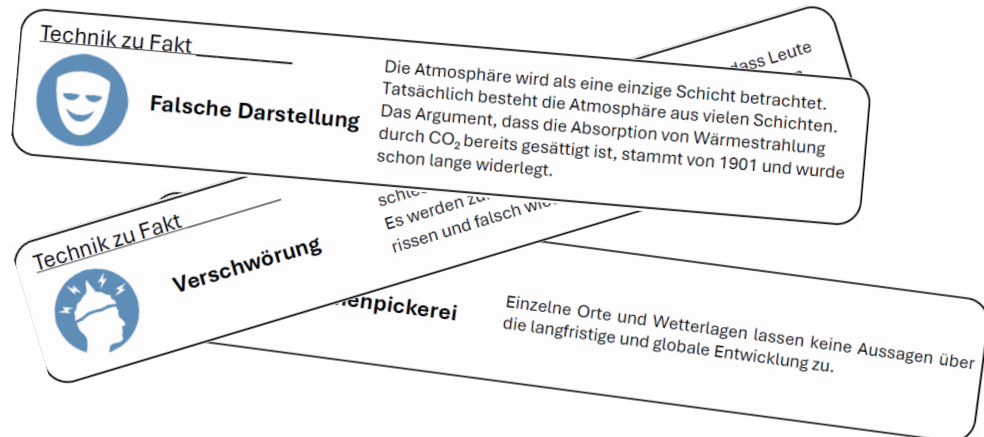 Technik zu Fakt
Falsche Darstellung
Die Atmosphäre wird als eine einzige Schicht betrachtet.
Tatsächlich besteht die Atmosphäre aus vielen Schichten.
Das Argument, dass die Absorption von Wärmestrahlung
durch CO₂ bereits gesättigt ist, stammt von 1901 und wurde
schon lange widerlegt.
dass Leute
Technik zu Fakt
Verschwörung
Es werden
rissen und falsch
enpickerei
Einzelne Orte und Wetterlagen lassen keine Aussagen über
die langfristige und globale Entwicklung zu.